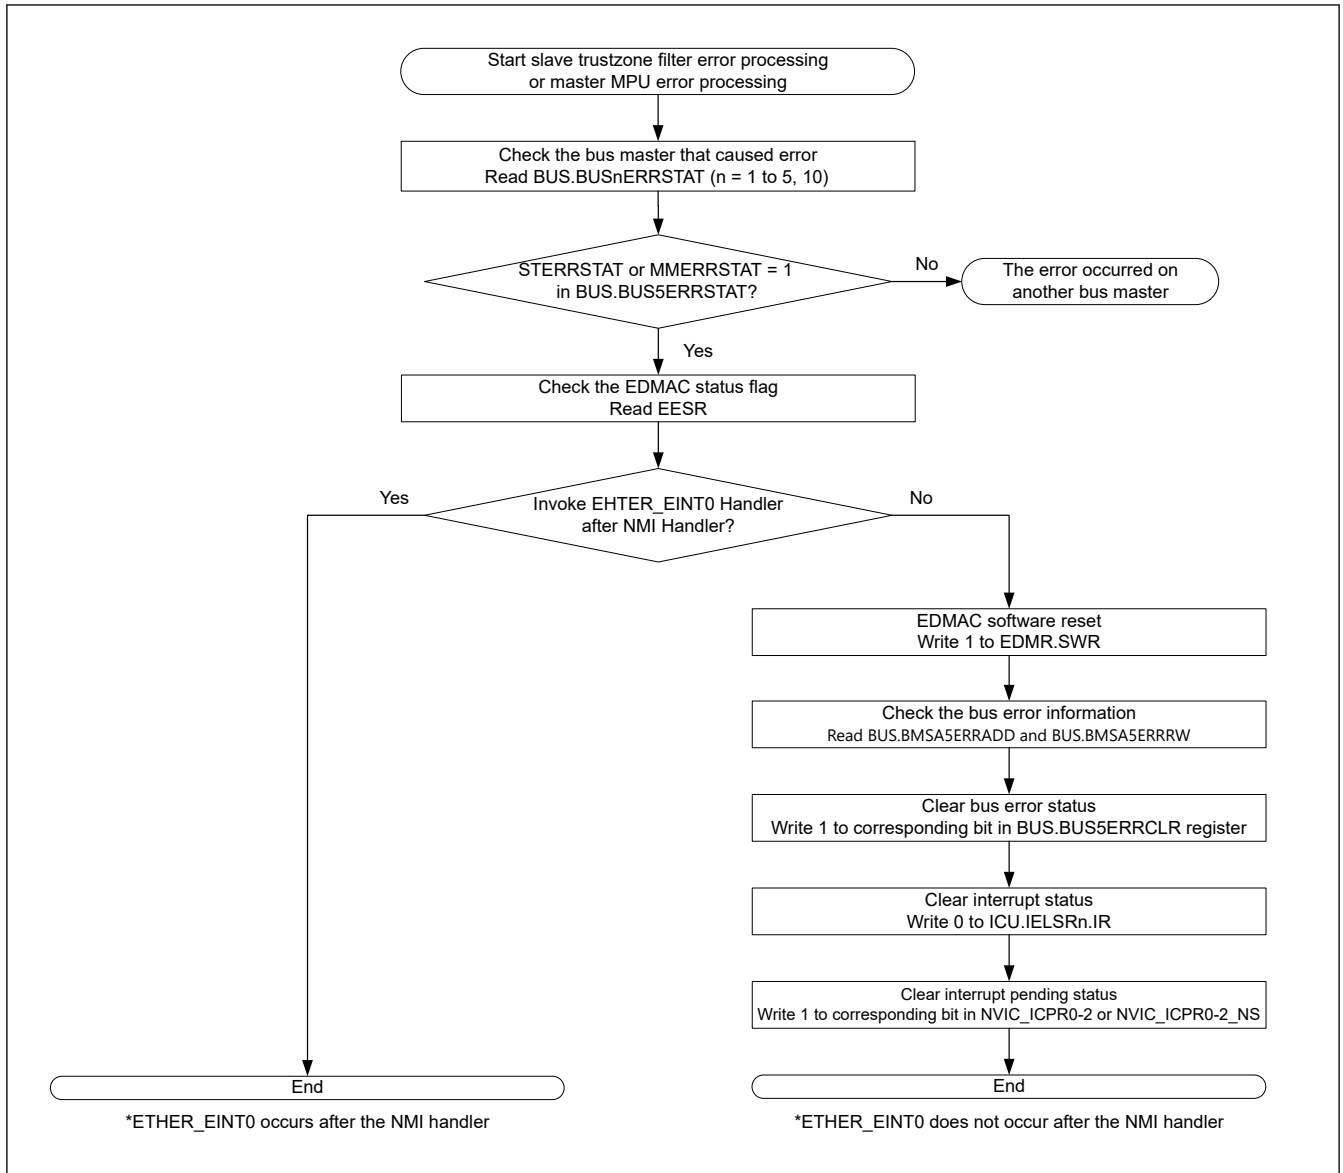 Start slave trustzone filter error processing
or master MPU error processing
Check the bus master that caused error
Read BUS.BUSnERRSTAT (n = 1 to 5, 10)
STERRSTAT or MMERRSTAT = 1
in BUS.BUS5ERRSTAT?
No
The error occurred on
another bus master
Yes
Check the EDMAC status flag
Read EESR
Invoke EHTER_EINT0 Handler
after NMI Handler?
Yes
No
EDMAC software reset
Write 1 to EDMR.SWR
Check the bus error information
Read BUS.BMSA5ERRADD and BUS.BMSA5ERRRW
Clear bus error status
Write 1 to corresponding bit in BUS.BUS5ERRCLR register
Clear interrupt status
Write 0 to ICU.IELSRn.IR
Clear interrupt pending status
Write 1 to corresponding bit in NVIC_ICPR0-2 or NVIC_ICPR0-2_NS
End
*ETHER_EINT0 occurs after the NMI handler
End
*ETHER_EINT0 does not occur after the NMI handler